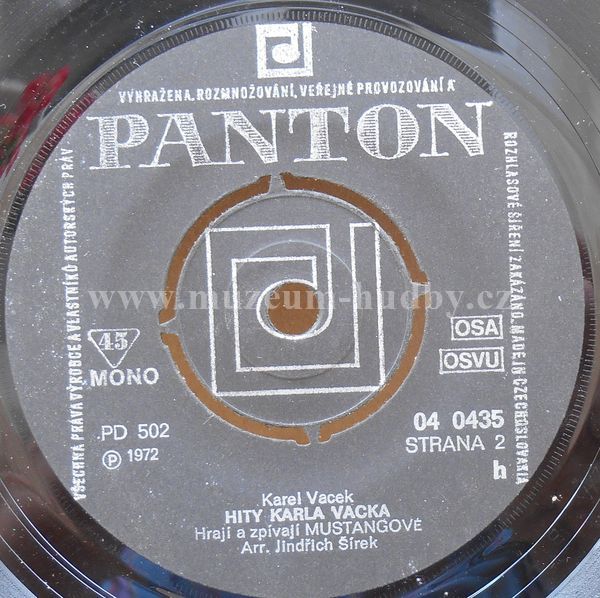 VŠECHNA PRÁVA VÝROBCE A VLASTNÍKŮ AUTORSKÝCH PRÁV
VYHRAŽENA. ROZMNOŽOVÁNÍ, VEŘEJNÉ PROVOZOVÁNÍ A
ROZHLASOVÉ ŠÍŘENÍ ZAKÁZÁNO. MADE IN CZECHOSLOVAKIA
PANTON
www.muzeum-hudby.cz
45
MONO
OSA
OSVU
PD 502
℗ 1972
04 0435
STRANA 2
h
Karel Vacek
HITY KARLA VACKA
Hrají a zpívají MUSTANGOVÉ
Arr. Jindřich Šírek